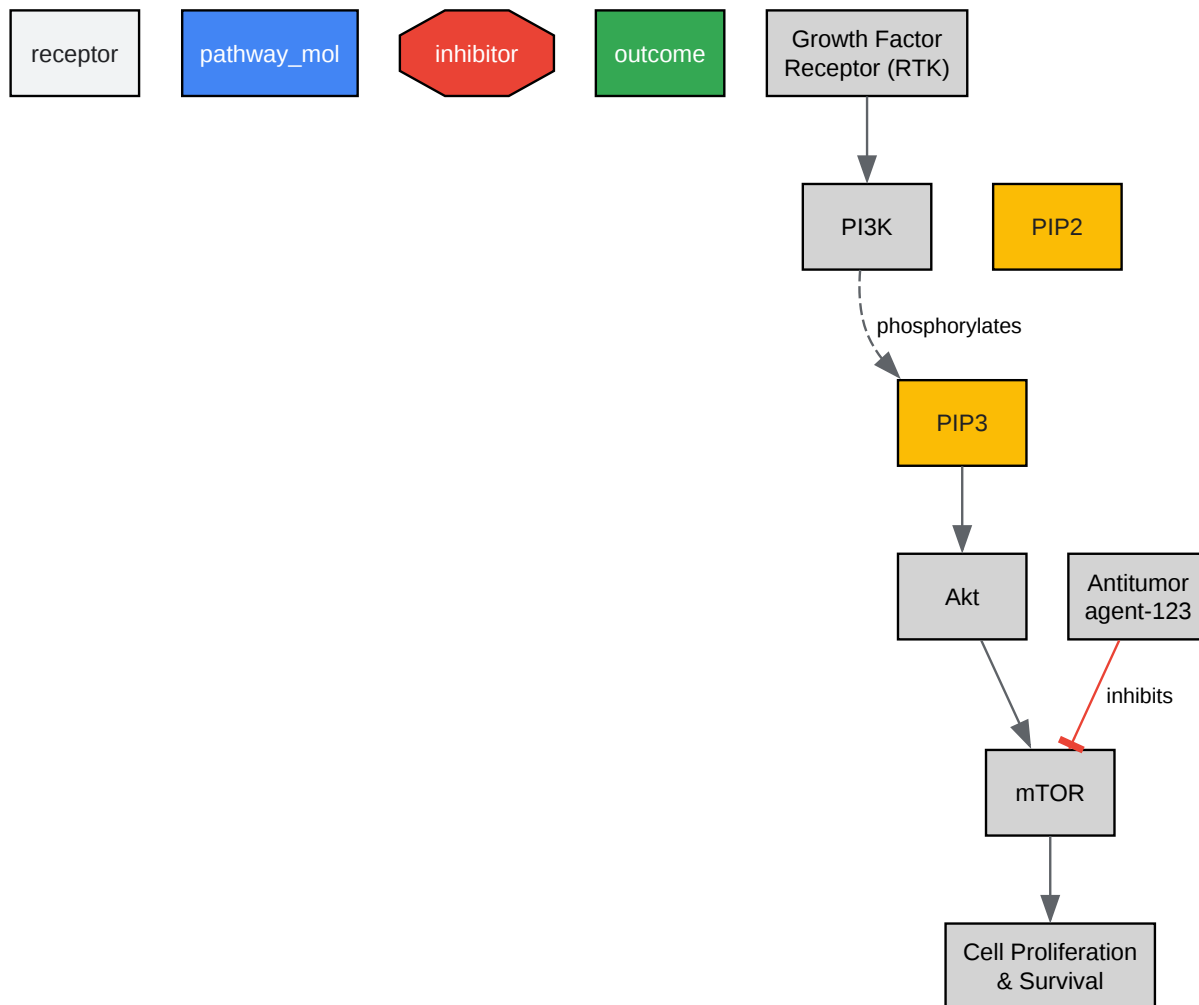 receptor
pathway_mol
inhibitor
outcome
Growth Factor
Receptor (RTK)
PI3K
PIP2
phosphorylates
PIP3
Akt
Antitumor
agent-123
inhibits
mTOR
Cell Proliferation
& Survival